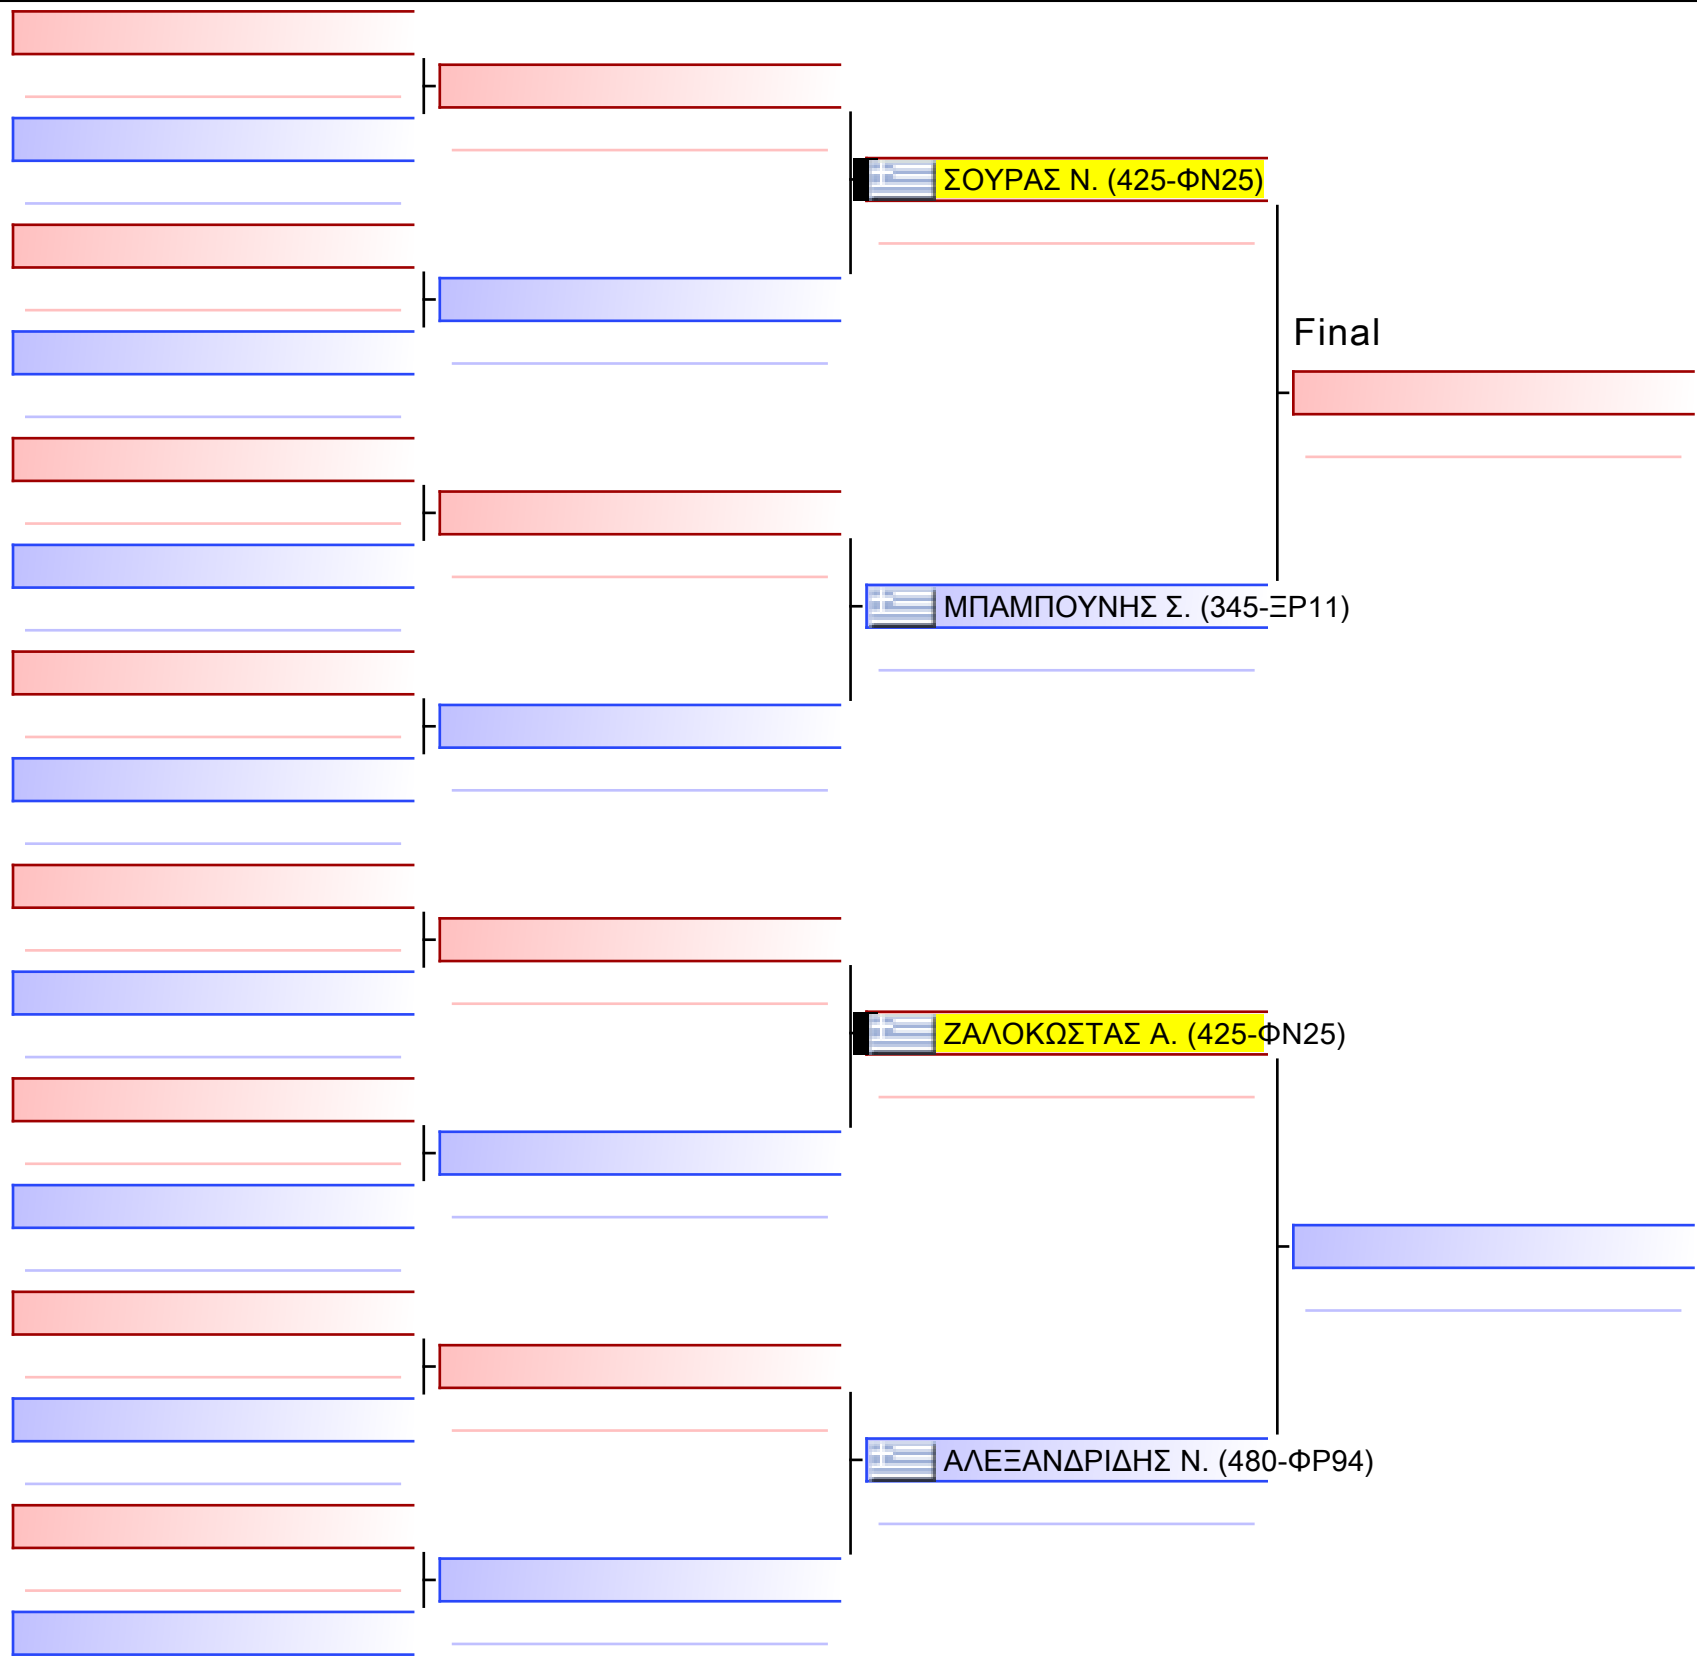 ΣΟΥΡΑΣ Ν. (425-ΦΝ25)
Final
ΜΠΑΜΠΟΥΝΗΣ Σ. (345-ΞΡ11)
ΖΑΛΟΚΩΣΤΑΣ Α. (425-ΦΝ25)
ΑΛΕΞΑΝΔΡΙΔΗΣ Ν. (480-ΦΡ94)